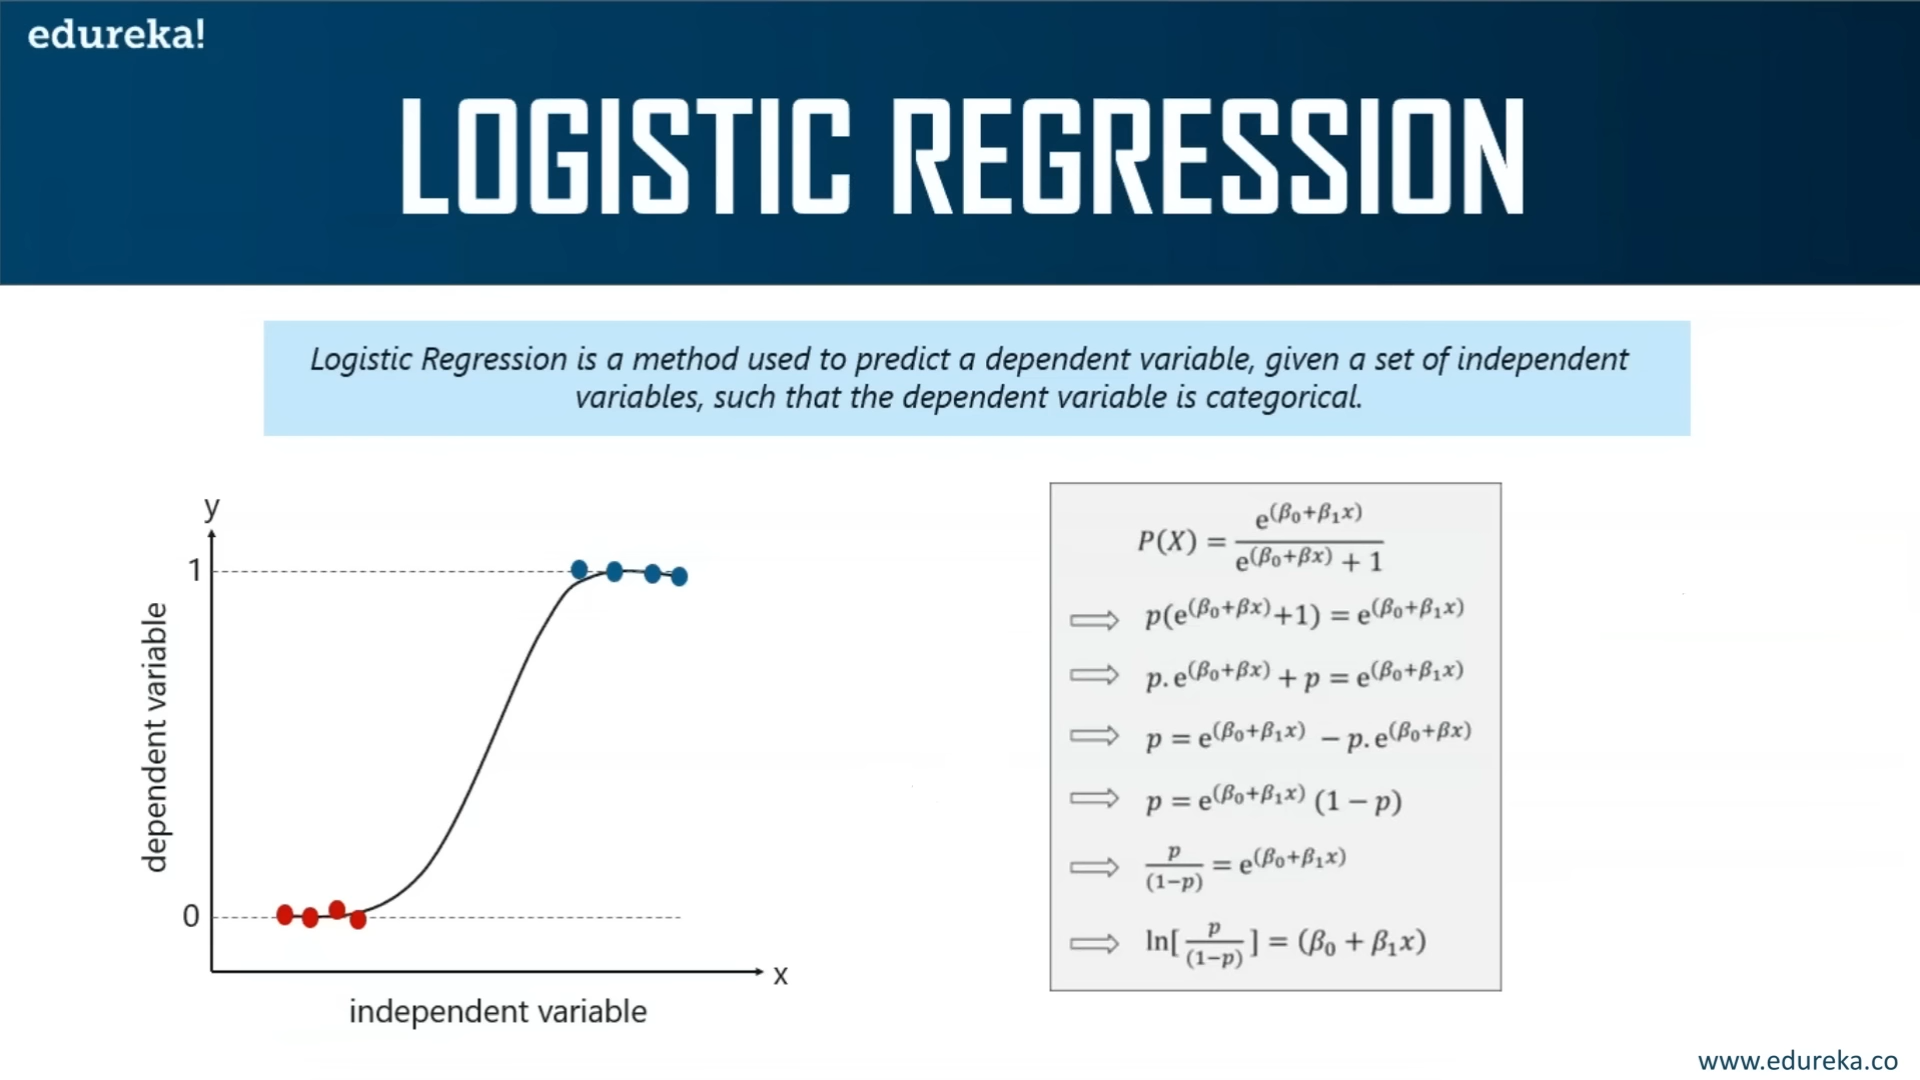 edureka!
LOGISTIC REGRESSION
Logistic Regression is a method used to predict a dependent variable, given a set of independent
variables, such that the dependent variable is categorical.
y
1
dependent variable
0
x
independent variable
P(X) = e^(β₀+β₁x) / e^(β₀+βx) + 1
⟹ p(e^(β₀+βx)+1) = e^(β₀+β₁x)
⟹ p. e^(β₀+βx) + p = e^(β₀+β₁x)
⟹ p = e^(β₀+β₁x) − p. e^(β₀+βx)
⟹ p = e^(β₀+β₁x) (1 − p)
⟹ p/(1−p) = e^(β₀+β₁x)
⟹ ln[p/(1−p)] = (β₀ + β₁x)
www.edureka.co